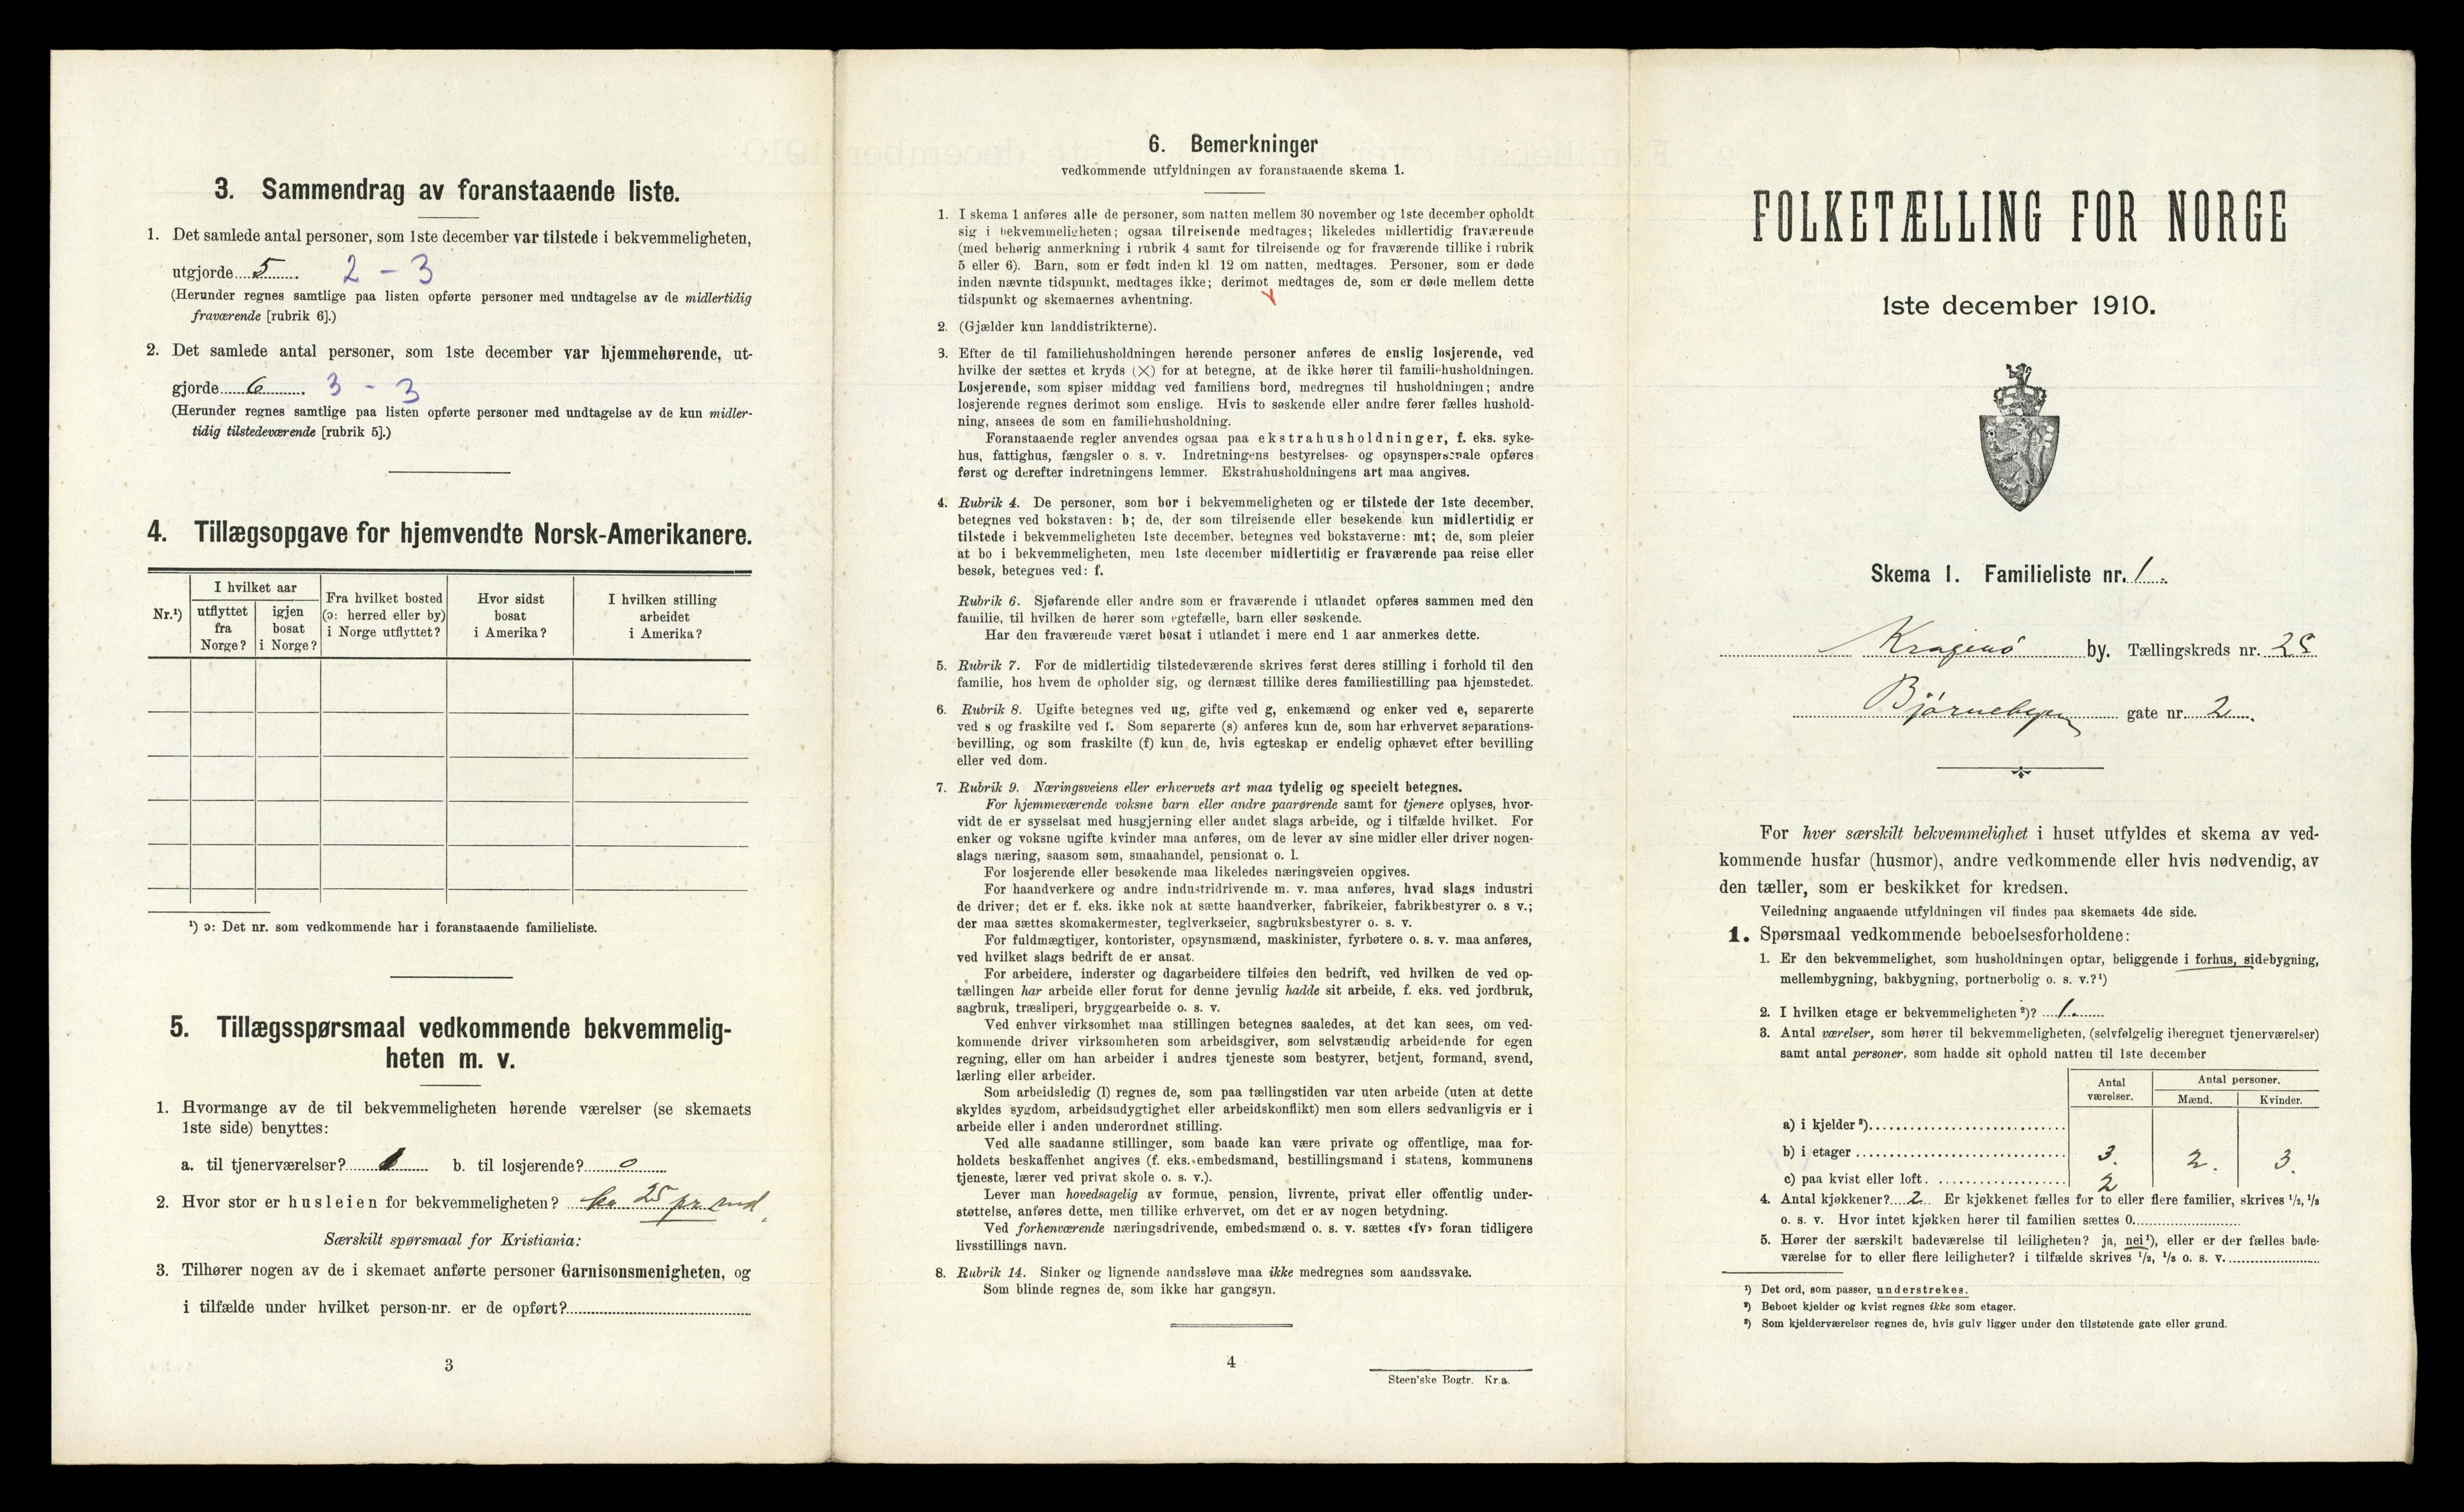 3. Sammendrag av foranstaaende liste.
1. Det samlede antal personer, som 1ste december var tilstede i bekvemmeligheten,
utgjorde 5. 2 - 3
(Herunder regnes samtlige paa listen opførte personer med undtagelse av de midlertidig
fraværende [rubrik 6].)
2. Det samlede antal personer, som 1ste december var hjemmehørende, ut-
gjorde 6. 3 - 3
(Herunder regnes samtlige paa listen opførte personer med undtagelse av de kun midler-
tidig tilstedeværende [rubrik 5].)
4. Tillægsopgave for hjemvendte Norsk-Amerikanere.
Nr.¹)
I hvilket aar
utflyttet fra Norge?
igjen bosat i Norge?
Fra hvilket bosted (ɔ: herred eller by) i Norge utflyttet?
Hvor sidst bosat i Amerika?
I hvilken stilling arbeidet i Amerika?
¹) ɔ: Det nr. som vedkommende har i foranstaaende familieliste.
5. Tillægsspørsmaal vedkommende bekvemmelig-
heten m. v.
1. Hvormange av de til bekvemmeligheten hørende værelser (se skemaets
1ste side) benyttes:
a. til tjenerværelser? b. til losjerende? 0
2. Hvor stor er husleien for bekvemmeligheten? 25 pr.
Særskilt spørsmaal for Kristiania:
3. Tilhører nogen av de i skemaet anførte personer Garnisonsmenigheten, og
i tilfælde under hvilket person-nr. er de opført?
3
6. Bemerkninger
vedkommende utfyldningen av foranstaaende skema 1.
1. I skema 1 anføres alle de personer, som natten mellem 30 november og 1ste december opholdt
sig i bekvemmeligheten; ogsaa tilreisende medtages; likeledes midlertidig fraværende
(med behørig anmerkning i rubrik 4 samt for tilreisende og for fraværende tillike i rubrik
5 eller 6). Barn, som er født inden kl. 12 om natten, medtages. Personer, som er døde
inden nævnte tidspunkt, medtages ikke; derimot medtages de, som er døde mellem dette
tidspunkt og skemaernes avhentning.
2. (Gjælder kun landdistrikterne).
3. Efter de til familiehusholdningen hørende personer anføres de enslig losjerende, ved
hvilke der sættes et kryds (×) for at betegne, at de ikke hører til familiehusholdningen.
Losjerende, som spiser middag ved familiens bord, medregnes til husholdningen; andre
losjerende regnes derimot som enslige. Hvis to søskende eller andre fører fælles hushold-
ning, ansees de som en familiehusholdning.
Foranstaaende regler anvendes ogsaa paa ekstrahusholdninger, f. eks. syke-
hus, fattighus, fængsler o. s. v. Indretningens bestyrelses- og opsynspersonale opføres
først og derefter indretningens lemmer. Ekstrahusholdningens art maa angives.
4. Rubrik 4. De personer, som bor i bekvemmeligheten og er tilstede der 1ste december,
betegnes ved bokstaven: b; de, der som tilreisende eller besøkende kun midlertidig er
tilstede i bekvemmeligheten 1ste december, betegnes ved bokstaverne: mt; de, som pleier
at bo i bekvemmeligheten, men 1ste december midlertidig er fraværende paa reise eller
besøk, betegnes ved: f.
Rubrik 6. Sjøfarende eller andre som er fraværende i utlandet opføres sammen med den
familie, til hvilken de hører som egtefælle, barn eller søskende.
Har den fraværende været bosat i utlandet i mere end 1 aar anmerkes dette.
5. Rubrik 7. For de midlertidig tilstedeværende skrives først deres stilling i forhold til den
familie, hos hvem de opholder sig, og dernæst tillike deres familiestilling paa hjemstedet.
6. Rubrik 8. Ugifte betegnes ved ug, gifte ved g, enkemænd og enker ved e, separerte
ved s og fraskilte ved f. Som separerte (s) anføres kun de, som har erhvervet separations-
bevilling, og som fraskilte (f) kun de, hvis egteskap er endelig ophævet efter bevilling
eller ved dom.
7. Rubrik 9. Næringsveiens eller erhvervets art maa tydelig og specielt betegnes.
For hjemmeværende voksne barn eller andre paarørende samt for tjenere oplyses, hvor-
vidt de er sysselsat med husgjerning eller andet slags arbeide, og i tilfælde hvilket. For
enker og voksne ugifte kvinder maa anføres, om de lever av sine midler eller driver nogen-
slags næring, saasom søm, smaahandel, pensionat o. l.
For losjerende eller besøkende maa likeledes næringsveien opgives.
For haandverkere og andre industridrivende m. v. maa anføres, hvad slags industri
de driver; det er f. eks. ikke nok at sætte haandverker, fabrikeier, fabrikbestyrer o. s v.;
der maa sættes skomakermester, teglverkseier, sagbruksbestyrer o. s. v.
For fuldmægtiger, kontorister, opsynsmænd, maskinister, fyrbøtere o. s. v. maa anføres,
ved hvilket slags bedrift de er ansat.
For arbeidere, inderster og dagarbeidere tilføies den bedrift, ved hvilken de ved op-
tællingen har arbeide eller forut for denne jevnlig hadde sit arbeide, f. eks. ved jordbruk,
sagbruk, træsliperi, bryggearbeide o. s. v.
Ved enhver virksomhet maa stillingen betegnes saaledes, at det kan sees, om ved-
kommende driver virksomheten som arbeidsgiver, som selvstændig arbeidende for egen
regning, eller om han arbeider i andres tjeneste som bestyrer, betjent, formand, svend,
lærling eller arbeider.
Som arbeidsledig (l) regnes de, som paa tællingstiden var uten arbeide (uten at dette
skyldes sygdom, arbeidsudygtighet eller arbeidskonflikt) men som ellers sedvanligvis er i
arbeide eller i anden underordnet stilling.
Ved alle saadanne stillinger, som baade kan være private og offentlige, maa for-
holdets beskaffenhet angives (f. eks. embedsmand, bestillingsmand i statens, kommunens
tjeneste, lærer ved privat skole o. s. v.).
Lever man hovedsagelig av formue, pension, livrente, privat eller offentlig under-
støttelse, anføres dette, men tillike erhvervet, om det er av nogen betydning.
Ved forhenværende næringsdrivende, embedsmænd o. s. v. sættes «fv» foran tidligere
livsstillings navn.
8. Rubrik 14. Sinker og lignende aandssløve maa ikke medregnes som aandssvake.
Som blinde regnes de, som ikke har gangsyn.
4
Steen'ske Bogtr. Kr.a.
FOLKETÆLLING FOR NORGE
1ste december 1910.
Skema 1. Familieliste nr. 1.
Kragerø by. Tællingskreds nr. 28
Bjørnebyen gate nr. 2.
For hver særskilt bekvemmelighet i huset utfyldes et skema av ved-
kommende husfar (husmor), andre vedkommende eller hvis nødvendig, av
den tæller, som er beskikket for kredsen.
Veiledning angaaende utfyldningen vil findes paa skemaets 4de side.
1. Spørsmaal vedkommende beboelsesforholdene:
1. Er den bekvemmelighet, som husholdningen optar, beliggende i forhus, sidebygning,
mellembygning, bakbygning, portnerbolig o. s. v.?¹)
2. I hvilken etage er bekvemmeligheten²)? 1.
3. Antal værelser, som hører til bekvemmeligheten, (selvfølgelig iberegnet tjenerværelser)
samt antal personer, som hadde sit ophold natten til 1ste december
Antal værelser.
Antal personer.
Mænd. Kvinder.
a) i kjelder³)
b) i etager 3. 2. 3.
c) paa kvist eller loft 2
4. Antal kjøkkener? 2 Er kjøkkenet fælles for to eller flere familier, skrives ¹/₂, ¹/₃
o. s. v. Hvor intet kjøkken hører til familien sættes 0.
5. Hører der særskilt badeværelse til leiligheten? ja, nei¹), eller er der fælles bade-
værelse for to eller flere leiligheter? i tilfælde skrives ¹/₂, ¹/₃ o. s. v.
¹) Det ord, som passer, understrekes.
²) Beboet kjelder og kvist regnes ikke som etager.
³) Som kjelderværelser regnes de, hvis gulv ligger under den tilstøtende gate eller grund.